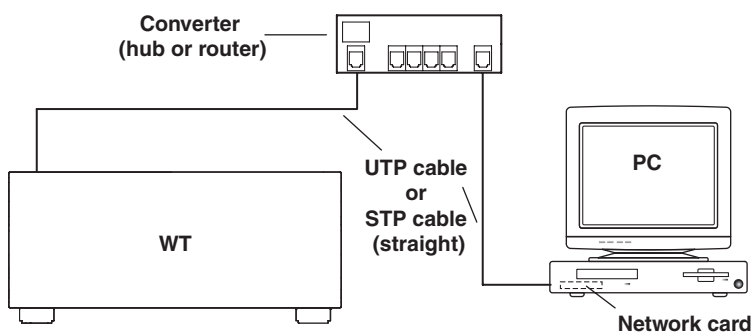 Converter
(hub or router)
UTP cable
or
STP cable
(straight)
PC
WT
Network card